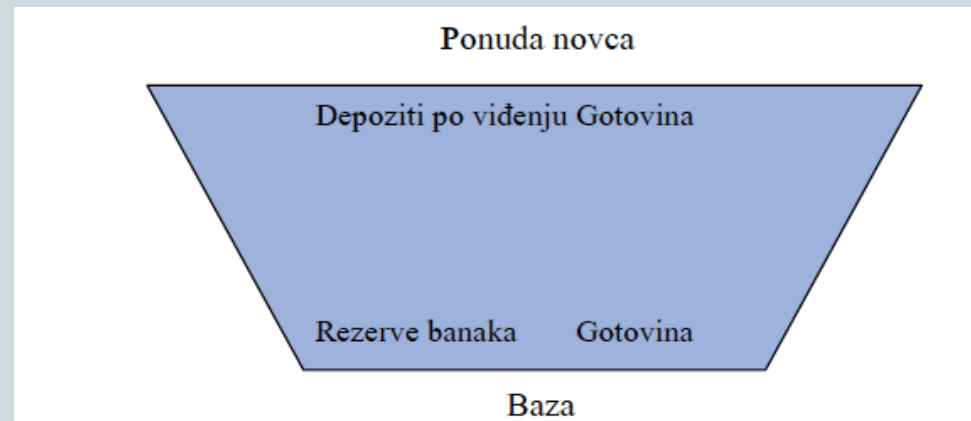 Ponuda novca
Depoziti po viđenju Gotovina
Rezerve banaka Gotovina
Baza